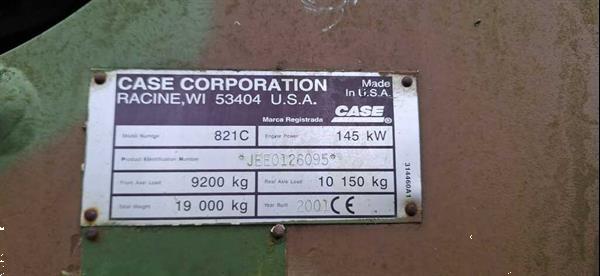 CASE CORPORATION
RACINE, WI 53404 U.S.A.
Made
In U.S.A.
CASE®
Marca Registrada
Model Number 821C Engine Power 145 kW
Product Identification Number *JEE0126095*
Front Axel Load 9200 kg Rear Axle Load 10 150 kg
Total Weight 19 000 kg Year Built 2001 CE
314460A1